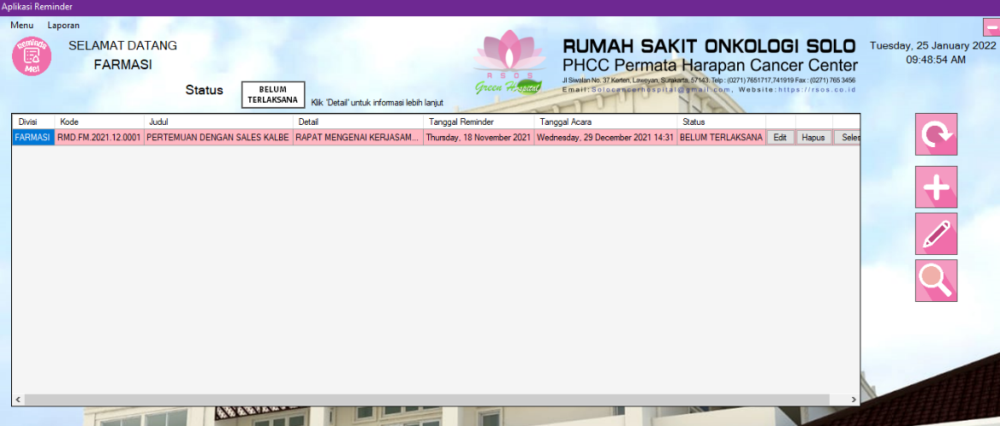 Aplikasi Reminder
Menu Laporan
Reminds Me!
SELAMAT DATANG
FARMASI
RSOS
Green Hospital
RUMAH SAKIT ONKOLOGI SOLO
PHCC Permata Harapan Cancer Center
Jl Siwalan No. 37 Kerten, Laweyan, Surakarta, 57143. Telp : (0271) 7651717,741919 Fax : (0271) 765 3456
Email:Solocancerhospital@gmail.com, Website:https://rsos.co.id
Tuesday, 25 January 2022
09:48:54 AM
Status
BELUM
TERLAKSANA
Klik 'Detail' untuk infomasi lebih lanjut
Divisi Kode Judul Detail Tanggal Reminder Tanggal Acara Status
FARMASI RMD.FM.2021.12.0001 PERTEMUAN DENGAN SALES KALBE RAPAT MENGENAI KERJASAM... Thursday, 18 November 2021 Wednesday, 29 December 2021 14:31 BELUM TERLAKSANA Edit Hapus Seles